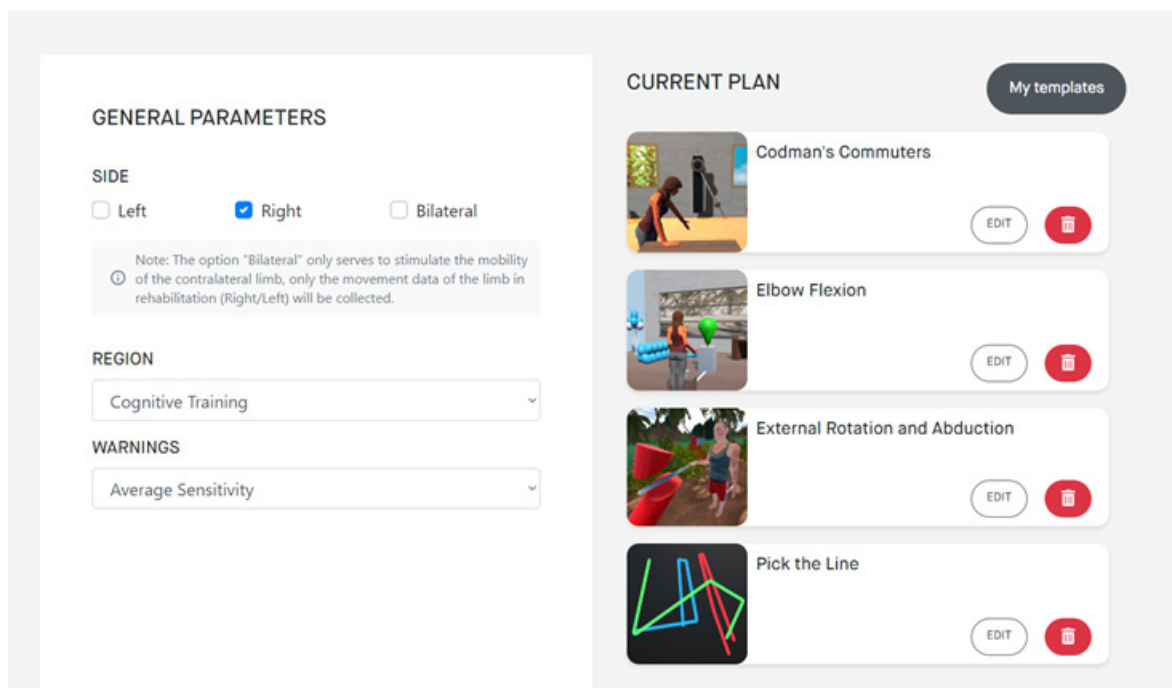 GENERAL PARAMETERS
SIDE
Left
Right
Bilateral
Note: The option "Bilateral" only serves to stimulate the mobility
of the contralateral limb, only the movement data of the limb in
rehabilitation (Right/Left) will be collected.
REGION
Cognitive Training
WARNINGS
Average Sensitivity
CURRENT PLAN
My templates
Codman's Commuters
EDIT
Elbow Flexion
EDIT
External Rotation and Abduction
EDIT
Pick the Line
EDIT